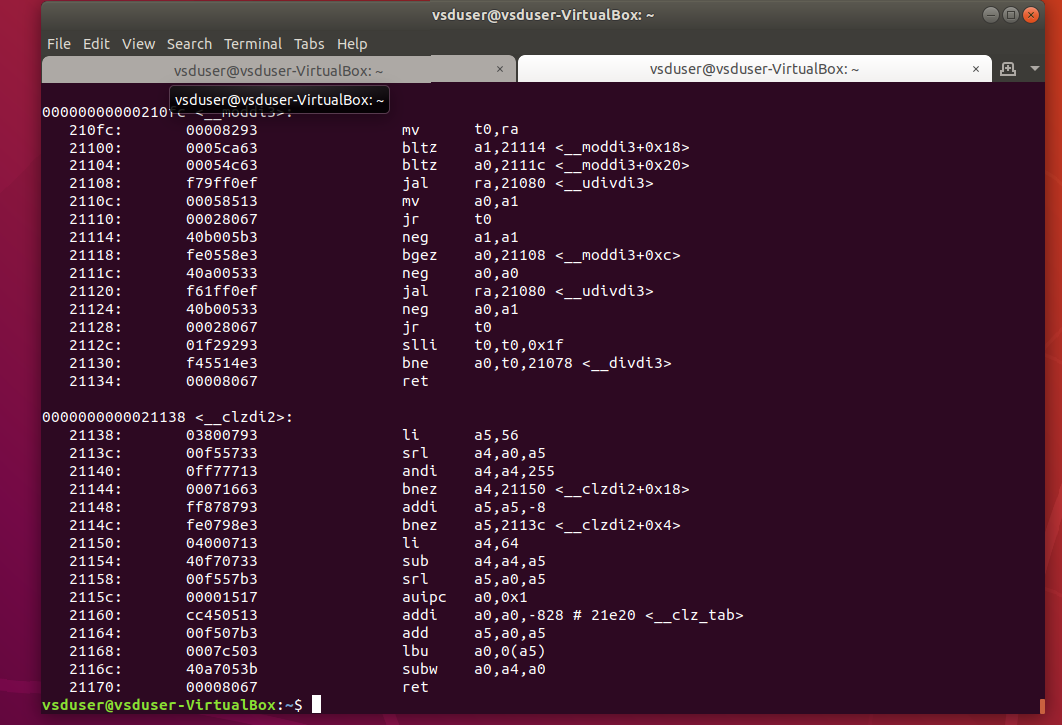 vsduser@vsduser-VirtualBox: ~
File Edit View Search Terminal Tabs Help
vsduser@vsduser-VirtualBox: ~ × vsduser@vsduser-VirtualBox: ~ ×
vsduser@vsduser-VirtualBox: ~
00000000000210fc <__moddi3>:
210fc: 00008293 mv t0,ra
21100: 0005ca63 bltz a1,21114 <__moddi3+0x18>
21104: 00054c63 bltz a0,2111c <__moddi3+0x20>
21108: f79ff0ef jal ra,21080 <__udivdi3>
2110c: 00058513 mv a0,a1
21110: 00028067 jr t0
21114: 40b005b3 neg a1,a1
21118: fe0558e3 bgez a0,21108 <__moddi3+0xc>
2111c: 40a00533 neg a0,a0
21120: f61ff0ef jal ra,21080 <__udivdi3>
21124: 40b00533 neg a0,a1
21128: 00028067 jr t0
2112c: 01f29293 slli t0,t0,0x1f
21130: f45514e3 bne a0,t0,21078 <__divdi3>
21134: 00008067 ret
0000000000021138 <__clzdi2>:
21138: 03800793 li a5,56
2113c: 00f55733 srl a4,a0,a5
21140: 0ff77713 andi a4,a4,255
21144: 00071663 bnez a4,21150 <__clzdi2+0x18>
21148: ff878793 addi a5,a5,-8
2114c: fe0798e3 bnez a5,2113c <__clzdi2+0x4>
21150: 04000713 li a4,64
21154: 40f70733 sub a4,a4,a5
21158: 00f557b3 srl a5,a0,a5
2115c: 00001517 auipc a0,0x1
21160: cc450513 addi a0,a0,-828 # 21e20 <__clz_tab>
21164: 00f507b3 add a5,a0,a5
21168: 0007c503 lbu a0,0(a5)
2116c: 40a7053b subw a0,a4,a0
21170: 00008067 ret
vsduser@vsduser-VirtualBox:~$